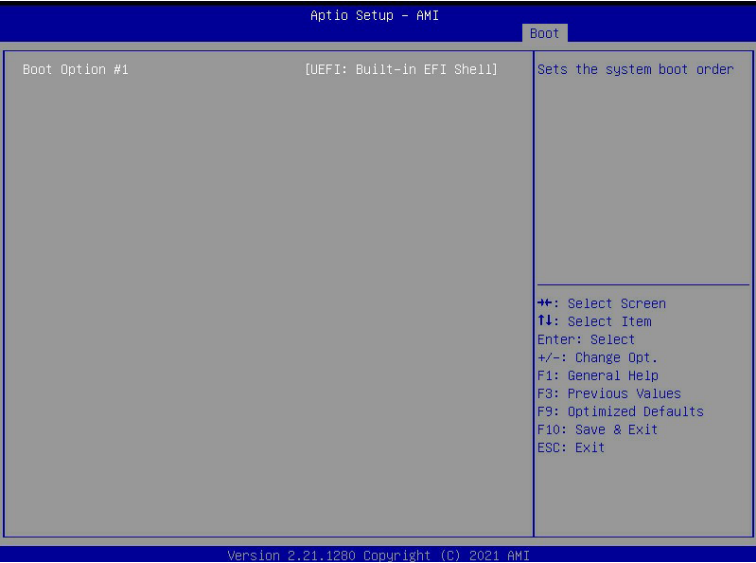 Aptio Setup – AMI
Boot
Boot Option #1 [UEFI: Built-in EFI Shell]
Sets the system boot order
→←: Select Screen
↑↓: Select Item
Enter: Select
+/-: Change Opt.
F1: General Help
F3: Previous Values
F9: Optimized Defaults
F10: Save & Exit
ESC: Exit
Version 2.21.1280 Copyright (C) 2021 AMI